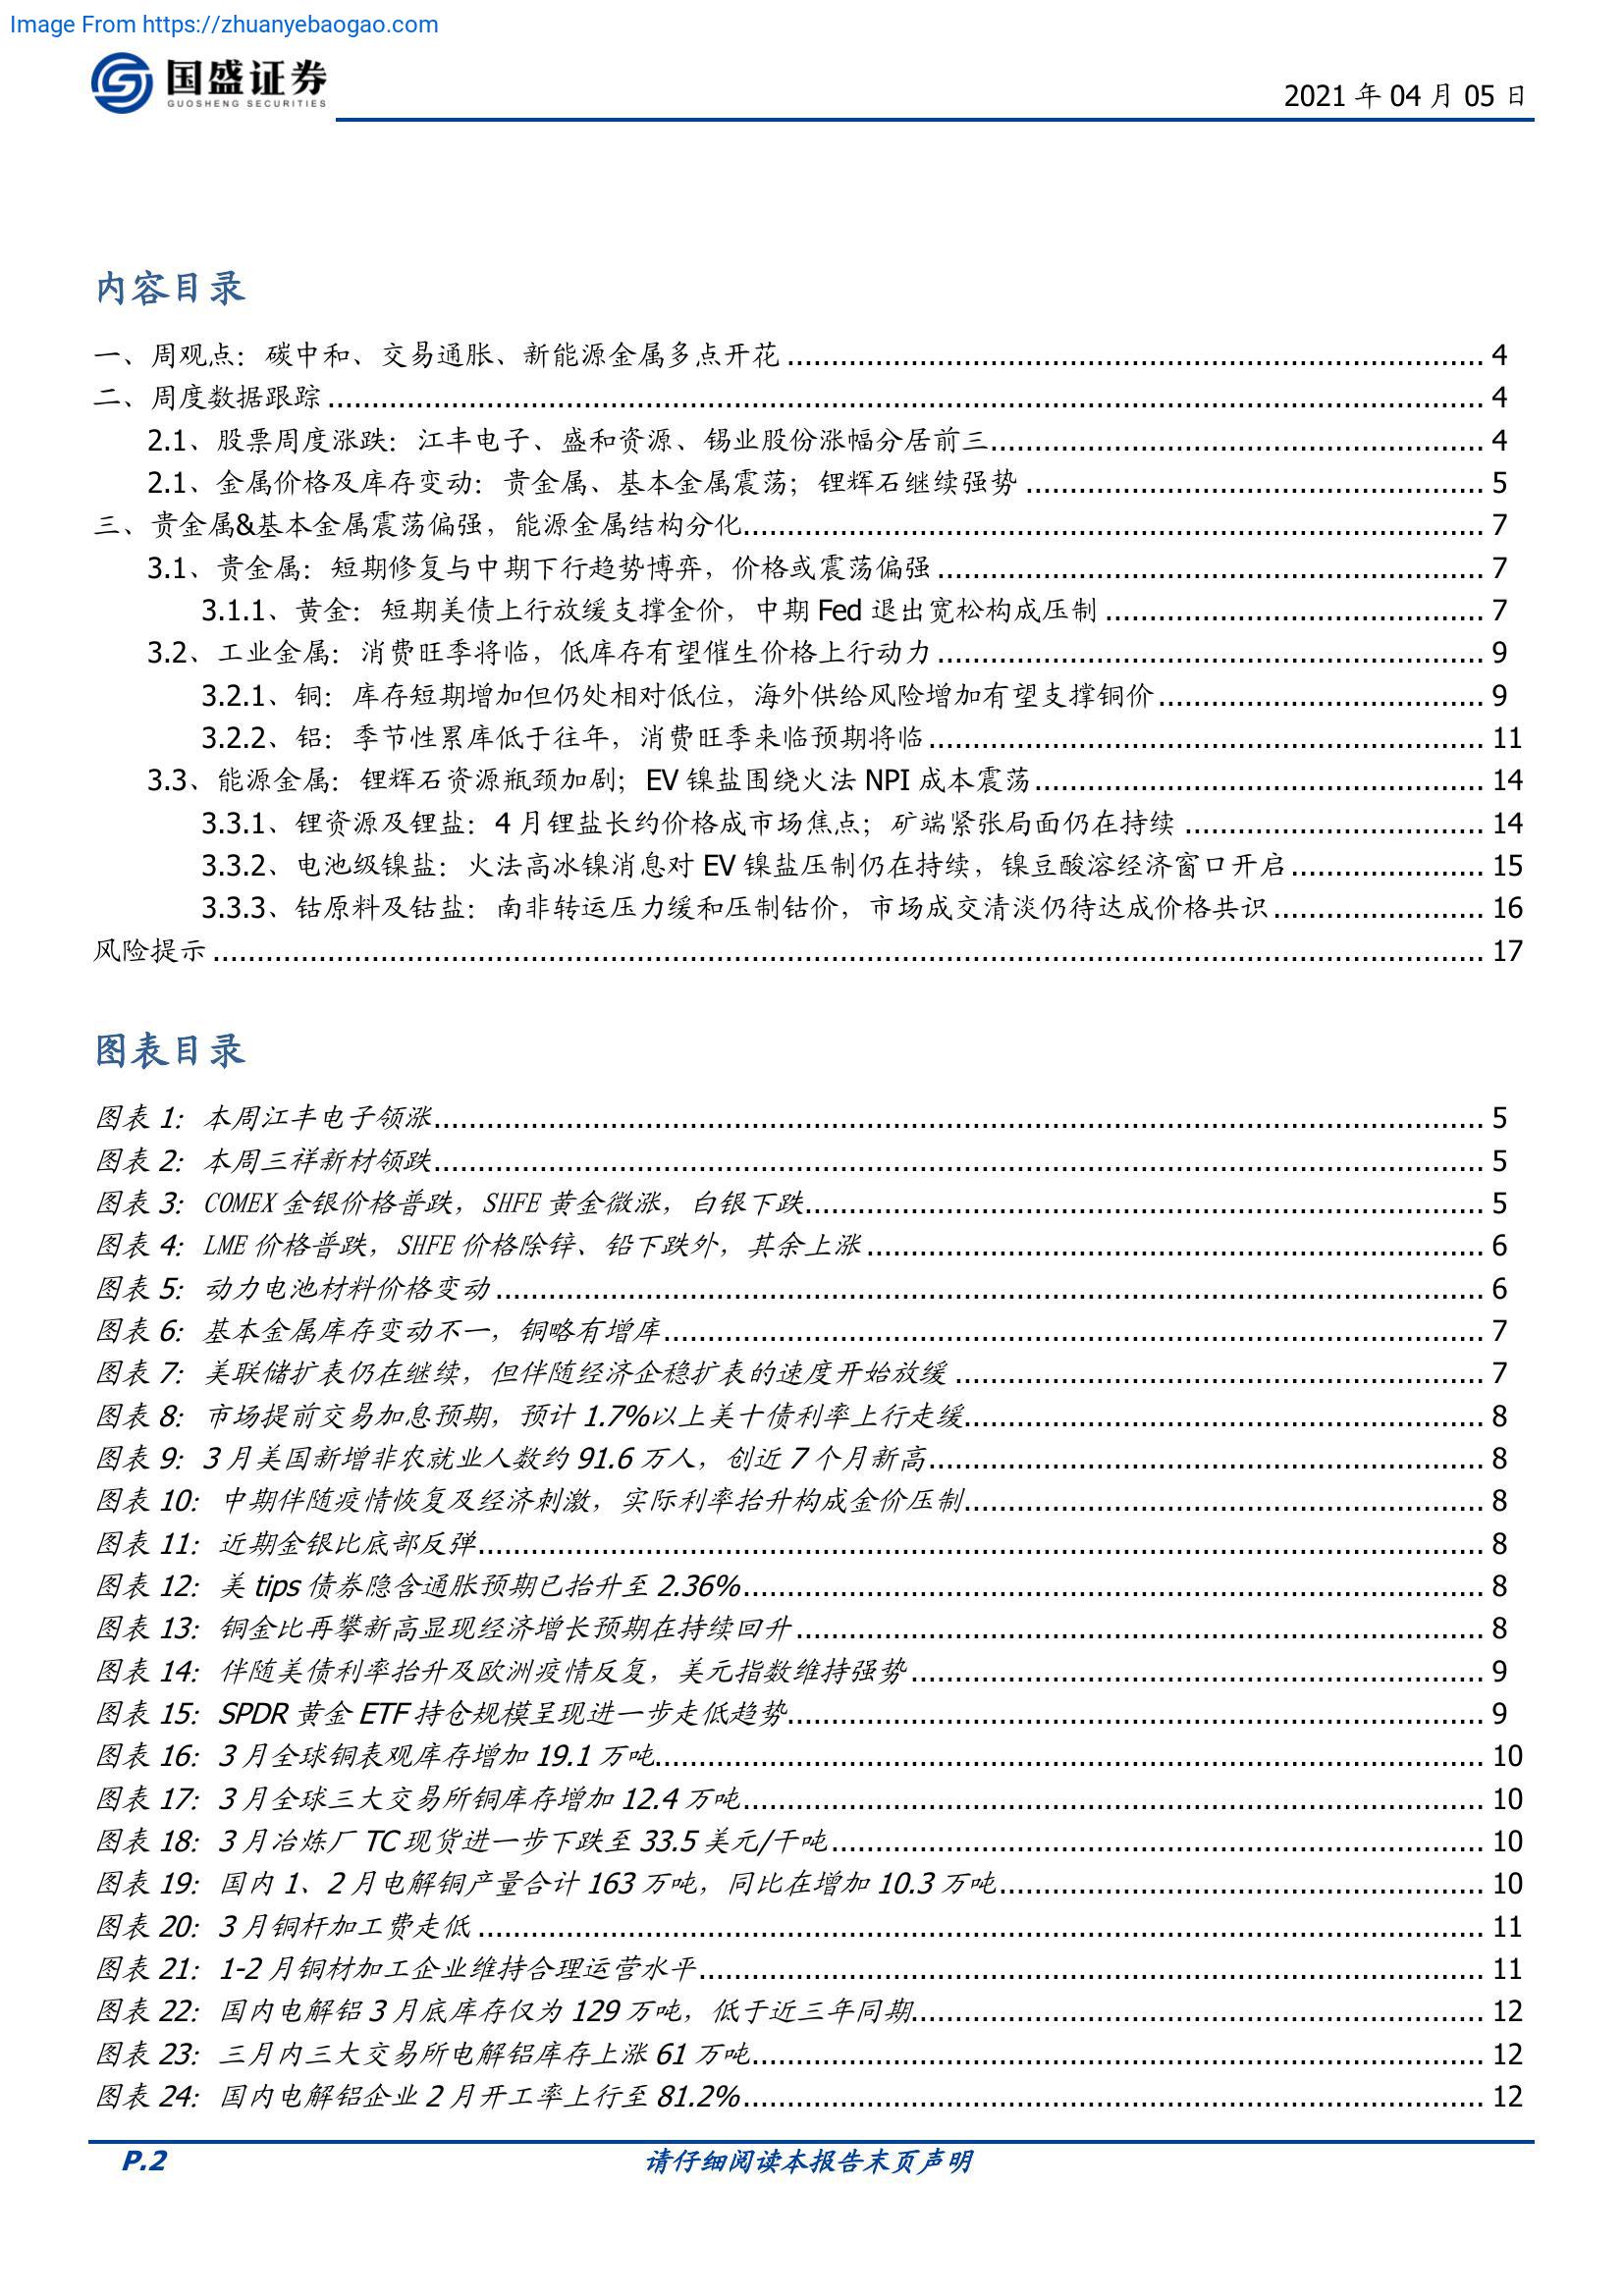 Image From https://zhuanyebaogao.com
国盛证券
GUOSHENG SECURITIES
2021 年 04 月 05 日
内容目录
一、周观点：碳中和、交易通胀、新能源金属多点开花 4
二、周度数据跟踪 4
2.1、股票周度涨跌：江丰电子、盛和资源、锡业股份涨幅分居前三 4
2.1、金属价格及库存变动：贵金属、基本金属震荡；锂辉石继续强势 5
三、贵金属&基本金属震荡偏强，能源金属结构分化 7
3.1、贵金属：短期修复与中期下行趋势博弈，价格或震荡偏强 7
3.1.1、黄金：短期美债上行放缓支撑金价，中期 Fed 退出宽松构成压制 7
3.2、工业金属：消费旺季将临，低库存有望催生价格上行动力 9
3.2.1、铜：库存短期增加但仍处相对低位，海外供给风险增加有望支撑铜价 9
3.2.2、铝：季节性累库低于往年，消费旺季来临预期将临 11
3.3、能源金属：锂辉石资源瓶颈加剧；EV 镍盐围绕火法 NPI 成本震荡 14
3.3.1、锂资源及锂盐：4 月锂盐长约价格成市场焦点；矿端紧张局面仍在持续 14
3.3.2、电池级镍盐：火法高冰镍消息对 EV 镍盐压制仍在持续，镍豆酸溶经济窗口开启 15
3.3.3、钴原料及钴盐：南非转运压力缓和压制钴价，市场成交清淡仍待达成价格共识 16
风险提示 17
图表目录
图表 1：本周江丰电子领涨 5
图表 2：本周三祥新材领跌 5
图表 3：COMEX 金银价格普跌，SHFE 黄金微涨，白银下跌 5
图表 4：LME 价格普跌，SHFE 价格除锌、铅下跌外，其余上涨 6
图表 5：动力电池材料价格变动 6
图表 6：基本金属库存变动不一，铜略有增库 7
图表 7：美联储扩表仍在继续，但伴随经济企稳扩表的速度开始放缓 7
图表 8：市场提前交易加息预期，预计 1.7%以上美十债利率上行走缓 8
图表 9：3 月美国新增非农就业人数约 91.6 万人，创近 7 个月新高 8
图表 10：中期伴随疫情恢复及经济刺激，实际利率抬升构成金价压制 8
图表 11：近期金银比底部反弹 8
图表 12：美 tips 债券隐含通胀预期已抬升至 2.36% 8
图表 13：铜金比再攀新高显现经济增长预期在持续回升 8
图表 14：伴随美债利率抬升及欧洲疫情反复，美元指数维持强势 9
图表 15：SPDR 黄金 ETF 持仓规模呈现进一步走低趋势 9
图表 16：3 月全球铜表观库存增加 19.1 万吨 10
图表 17：3 月全球三大交易所铜库存增加 12.4 万吨 10
图表 18：3 月冶炼厂 TC 现货进一步下跌至 33.5 美元/干吨 10
图表 19：国内 1、2 月电解铜产量合计 163 万吨，同比在增加 10.3 万吨 10
图表 20：3 月铜杆加工费走低 11
图表 21：1-2 月铜材加工企业维持合理运营水平 11
图表 22：国内电解铝 3 月底库存仅为 129 万吨，低于近三年同期 12
图表 23：三月内三大交易所电解铝库存上涨 61 万吨 12
图表 24：国内电解铝企业 2 月开工率上行至 81.2% 12
P.2
请仔细阅读本报告末页声明